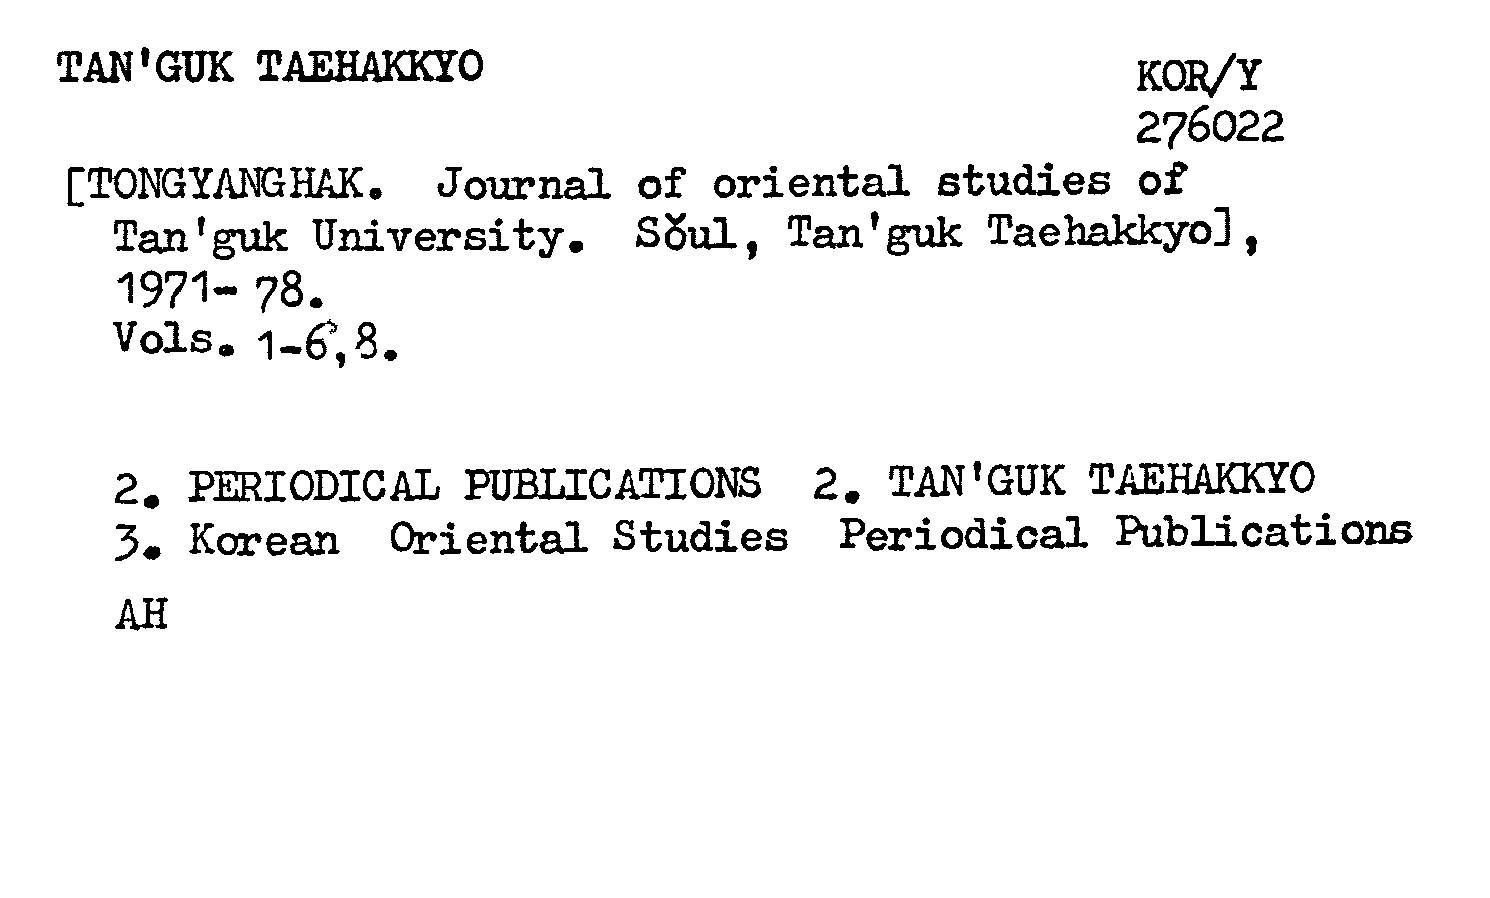 TAN'GUK TAEHAKKYO
KOR/Y
276022
[TONGYANGHAK. Journal of oriental studies of
Tan'guk University. Sŏul, Tan'guk Taehakkyo],
1971- 78.
Vols. 1-6,8.
2. PERIODICAL PUBLICATIONS 2. TAN'GUK TAEHAKKYO
3. Korean Oriental Studies Periodical Publications
AH